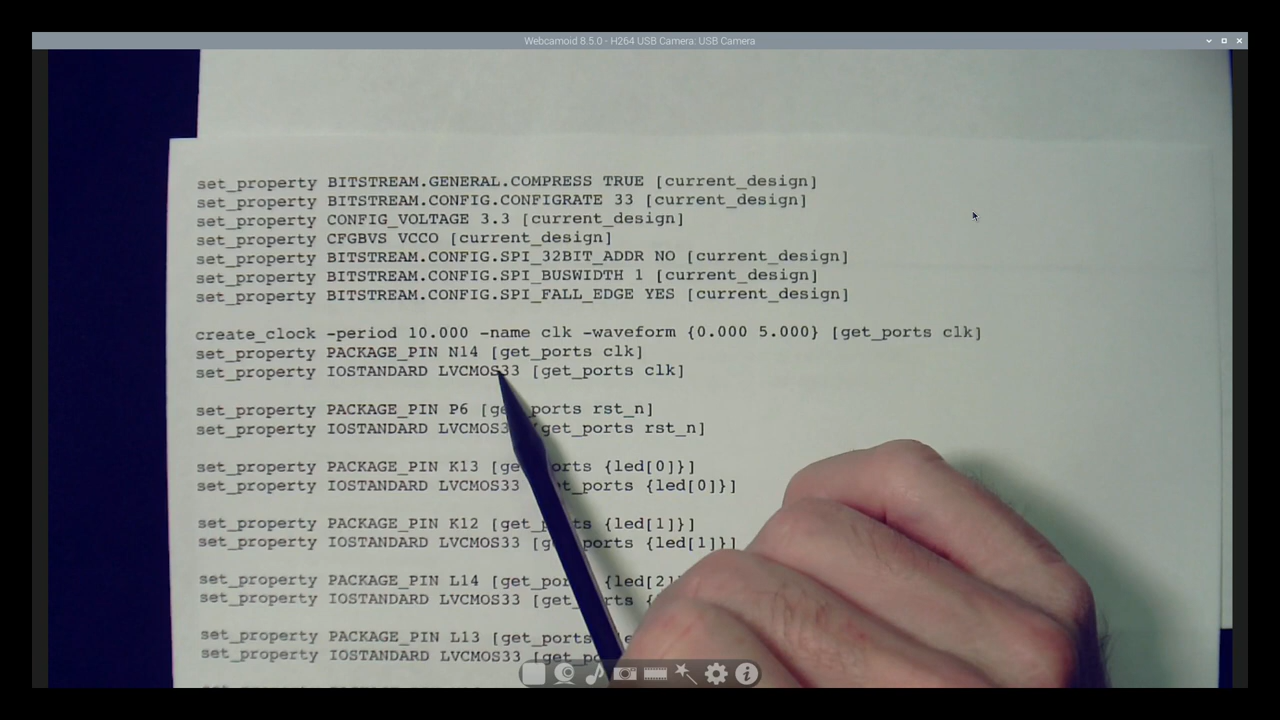 Webcamoid 8.5.0 - H264 USB Camera: USB Camera
set_property BITSTREAM.GENERAL.COMPRESS TRUE [current_design]
set_property BITSTREAM.CONFIG.CONFIGRATE 33 [current_design]
set_property CONFIG_VOLTAGE 3.3 [current_design]
set_property CFGBVS VCCO [current_design]
set_property BITSTREAM.CONFIG.SPI_32BIT_ADDR NO [current_design]
set_property BITSTREAM.CONFIG.SPI_BUSWIDTH 1 [current_design]
set_property BITSTREAM.CONFIG.SPI_FALL_EDGE YES [current_design]
create_clock -period 10.000 -name clk -waveform {0.000 5.000} [get_ports clk]
set_property PACKAGE_PIN N14 [get_ports clk]
set_property IOSTANDARD LVCMOS33 [get_ports clk]
set_property PACKAGE_PIN P6 [ge ports rst_n]
set_property IOSTANDARD LVCMOS3 get_ports rst_n]
set_property PACKAGE_PIN K13 [ge orts {led[0]}]
set_property IOSTANDARD LVCMOS33 t_ports {led[0]}]
set_property PACKAGE_PIN K12 [get ts {led[1]}]
set_property IOSTANDARD LVCMOS33 [g ports {led[1]}]
set_property PACKAGE_PIN L14 [get_por {led[2]
set_property IOSTANDARD LVCMOS33 [get_ s {
set_property PACKAGE_PIN L13 [get_ports le
set_property IOSTANDARD LVCMOS33 [get_po